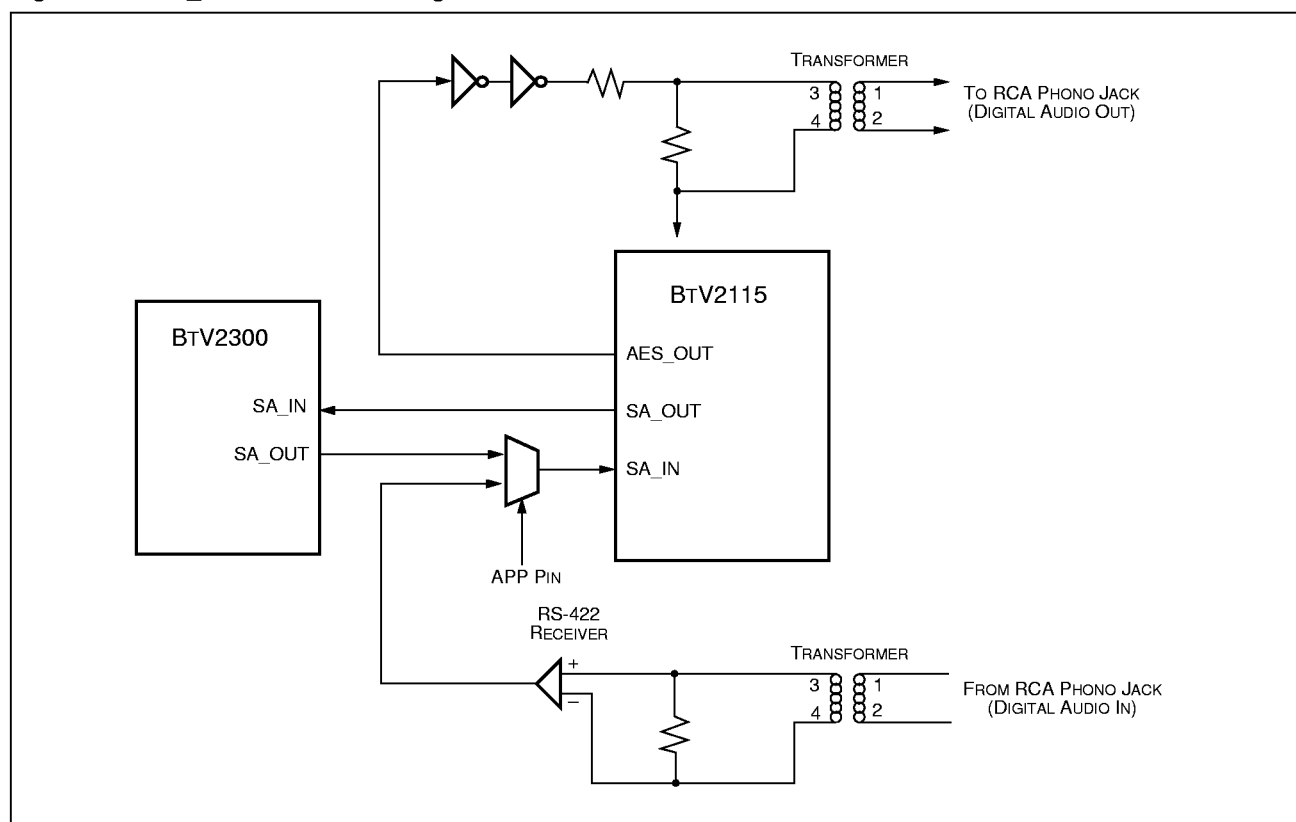 TRANSFORMER
3 1
4 2
TO RCA PHONO JACK
(DIGITAL AUDIO OUT)
BTV2115
BTV2300
AES_OUT
SA_IN
SA_OUT
SA_OUT
SA_IN
APP PIN
RS-422
RECEIVER
+
−
TRANSFORMER
3 1
4 2
FROM RCA PHONO JACK
(DIGITAL AUDIO IN)